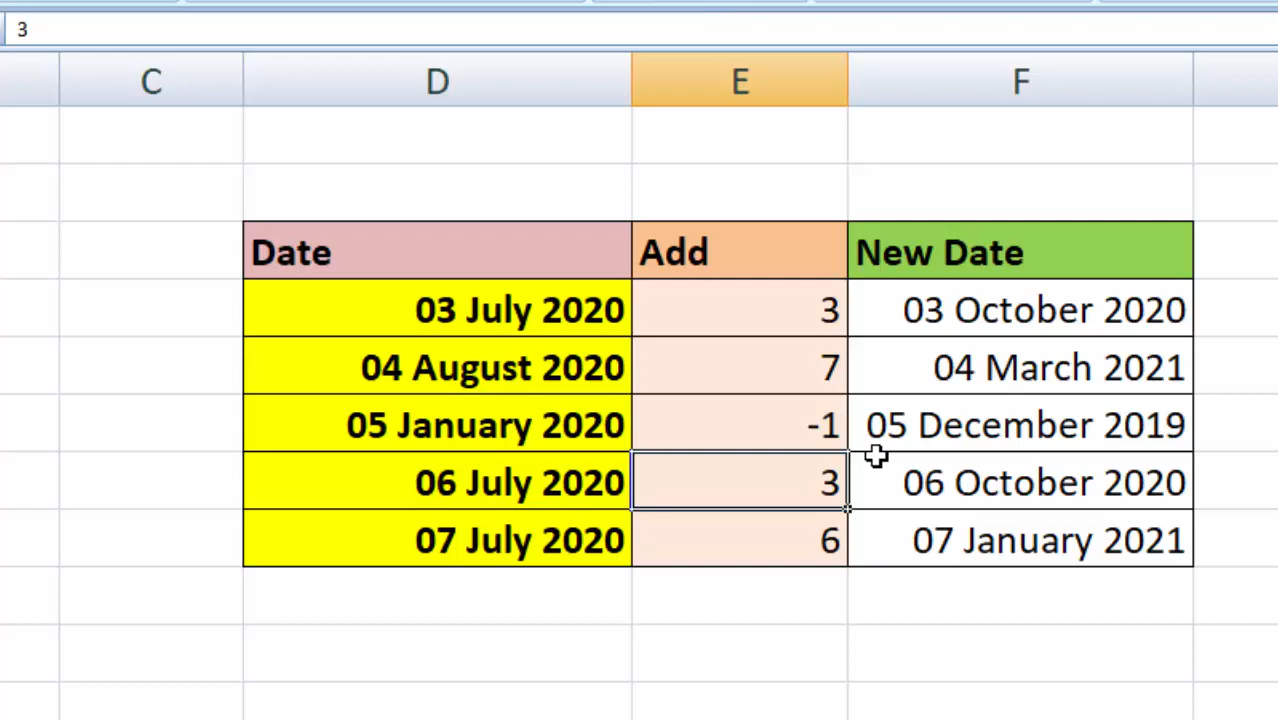 3
C D E F
Date Add New Date
03 July 2020 3 03 October 2020
04 August 2020 7 04 March 2021
05 January 2020 -1 05 December 2019
06 July 2020 3 06 October 2020
07 July 2020 6 07 January 2021